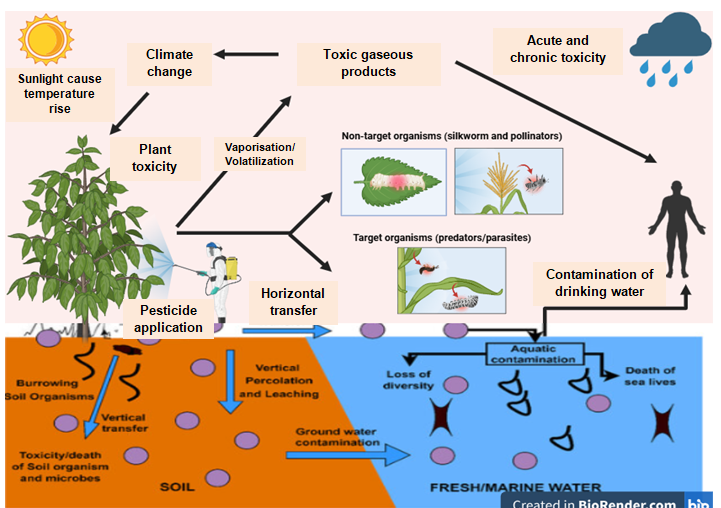 Sunlight cause
temperature
rise
Climate
change
Toxic gaseous
products
Acute and
chronic toxicity
Plant
toxicity
Vaporisation/
Volatilization/
Non-target organisms (silkworm and pollinators)
Target organisms (predators/parasites)
Pesticide
application
Horizontal
transfer
Contamination of
drinking water
Burrowing
Soil Organisms
Vertical
transfer
Toxicity/death
of Soil organism
and microbes
Vertical
Percolation
and Leaching
Ground water
contamination
SOIL
Aquatic
contamination
Loss of
diversity
Death of
sea lives
FRESH/MARINE WATER
Created in BioRender.com bio